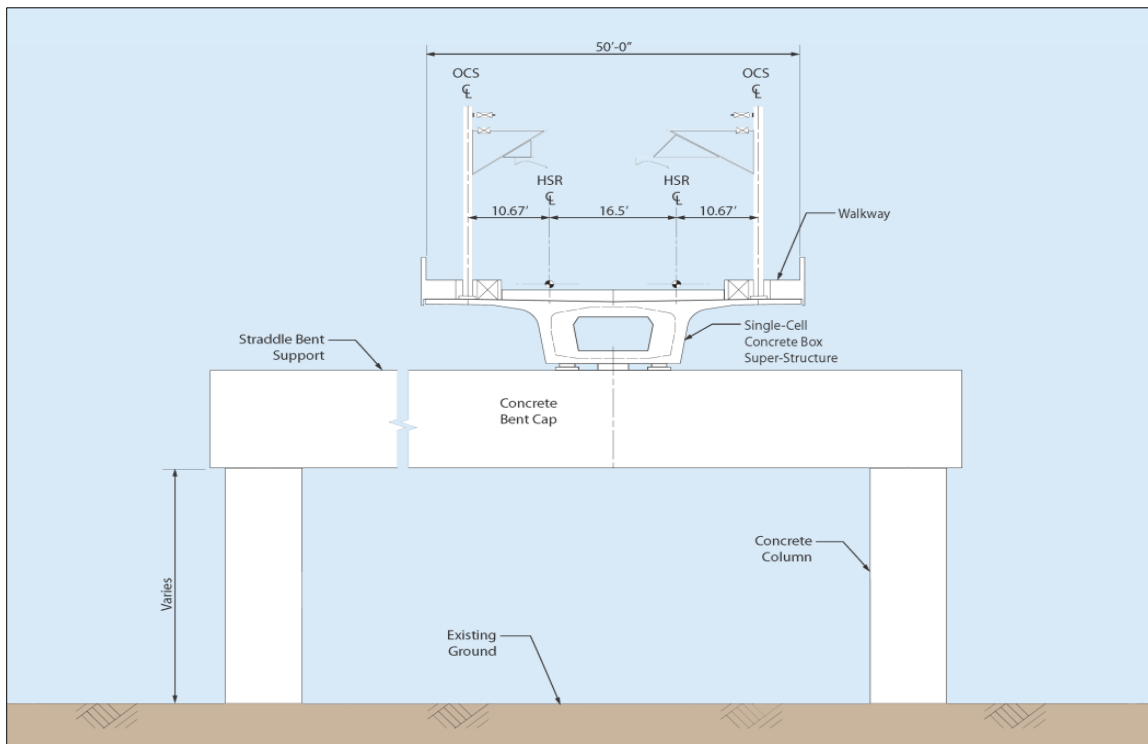 50'-0"
OCS
℄
OCS
℄
HSR
℄
HSR
℄
10.67'
16.5'
10.67'
Walkway
Single-Cell
Concrete Box
Super-Structure
Straddle Bent
Support
Concrete
Bent Cap
Concrete
Column
Varies
Existing
Ground